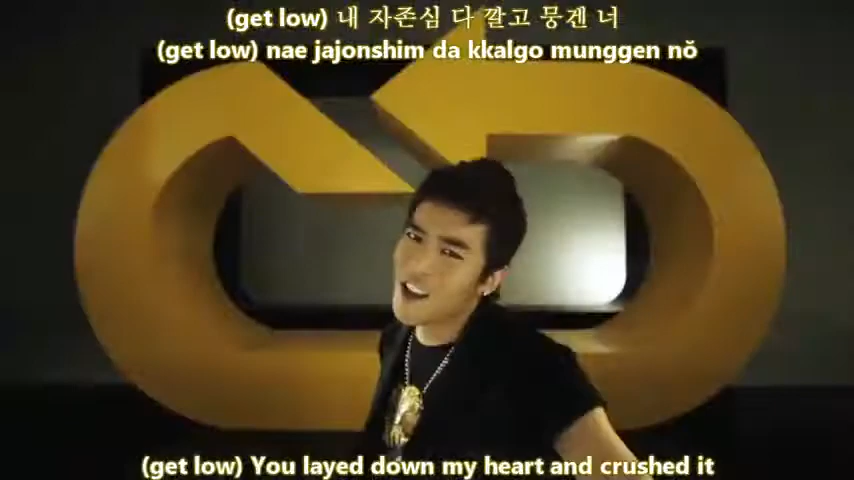 (get low) 내 자존심 다 깔고 뭉겐 너
(get low) nae jajonshim da kkalgo munggen nŏ
(get low) You layed down my heart and crushed it